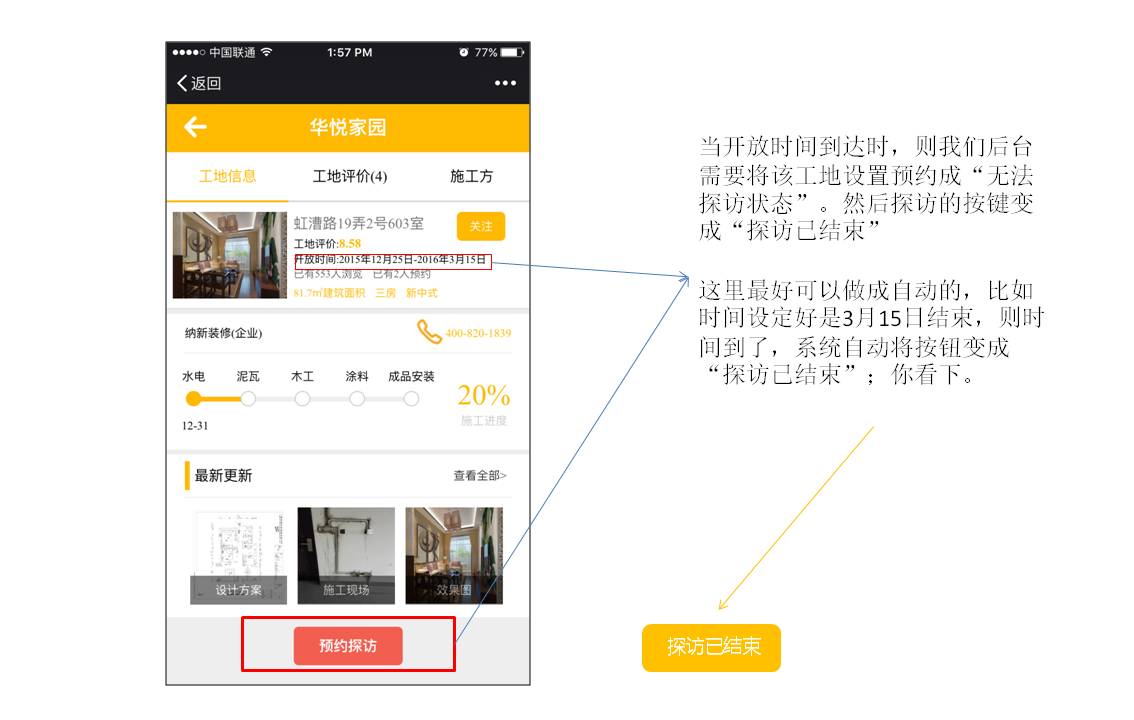 中国联通 1:57 PM 77%
返回
华悦家园
工地信息 工地评价(4) 施工方
虹漕路19弄2号603室
关注
工地评价:8.58
开放时间:2015年12月25日-2016年3月15日
已有553人浏览 已有2人预约
81.7㎡建筑面积 三房 新中式
纳新装修(企业) 400-820-1839
水电 泥瓦 木工 涂料 成品安装
20%
施工进度
12-31
最新更新 查看全部>
设计方案 施工现场 效果图
预约探访
当开放时间到达时，则我们后台
需要将该工地设置预约成“无法
探访状态”。然后探访的按键变
成“探访已结束”
这里最好可以做成自动的，比如
时间设定好是3月15日结束，则时
间到了，系统自动将按钮变成
“探访已结束”；你看下。
探访已结束